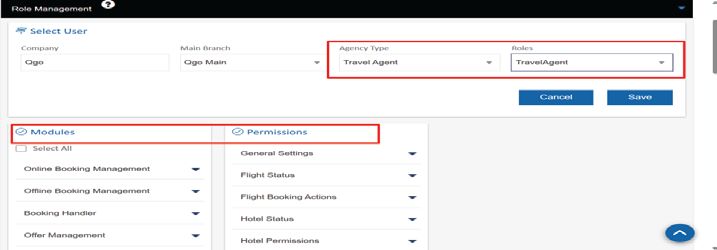 Role Management ?
Select User
Company Main Branch Agency Type Roles
Qgo Qgo Main Travel Agent TravelAgent
Cancel Save
Modules Permissions
Select All
General Settings
Online Booking Management
Flight Status
Offline Booking Management
Flight Booking Actions
Booking Handler
Hotel Status
Offer Management
Hotel Permissions